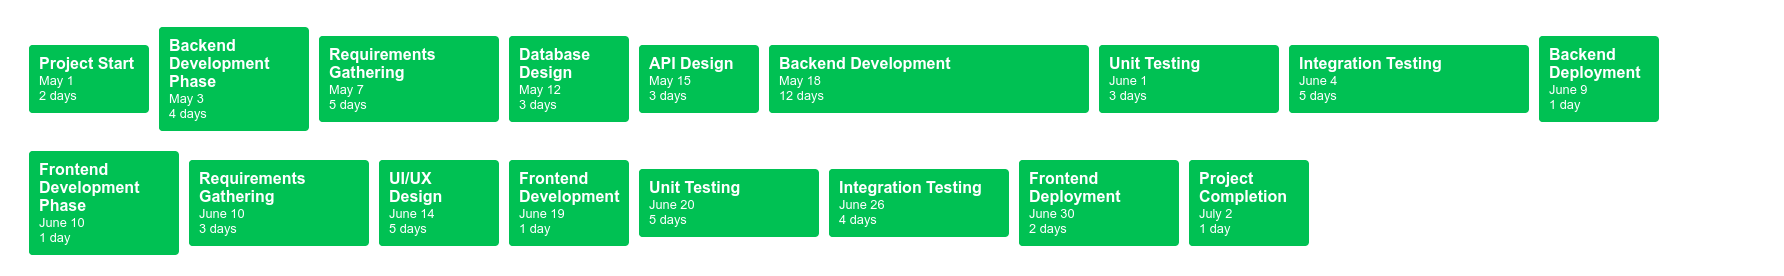 Project Start
May 1
2 days
Backend
Development
Phase
May 3
4 days
Requirements
Gathering
May 7
5 days
Database
Design
May 12
3 days
API Design
May 15
3 days
Backend Development
May 18
12 days
Unit Testing
June 1
3 days
Integration Testing
June 4
5 days
Backend
Deployment
June 9
1 day
Frontend
Development
Phase
June 10
1 day
Requirements
Gathering
June 10
3 days
UI/UX
Design
June 14
5 days
Frontend
Development
June 19
1 day
Unit Testing
June 20
5 days
Integration Testing
June 26
4 days
Frontend
Deployment
June 30
2 days
Project
Completion
July 2
1 day